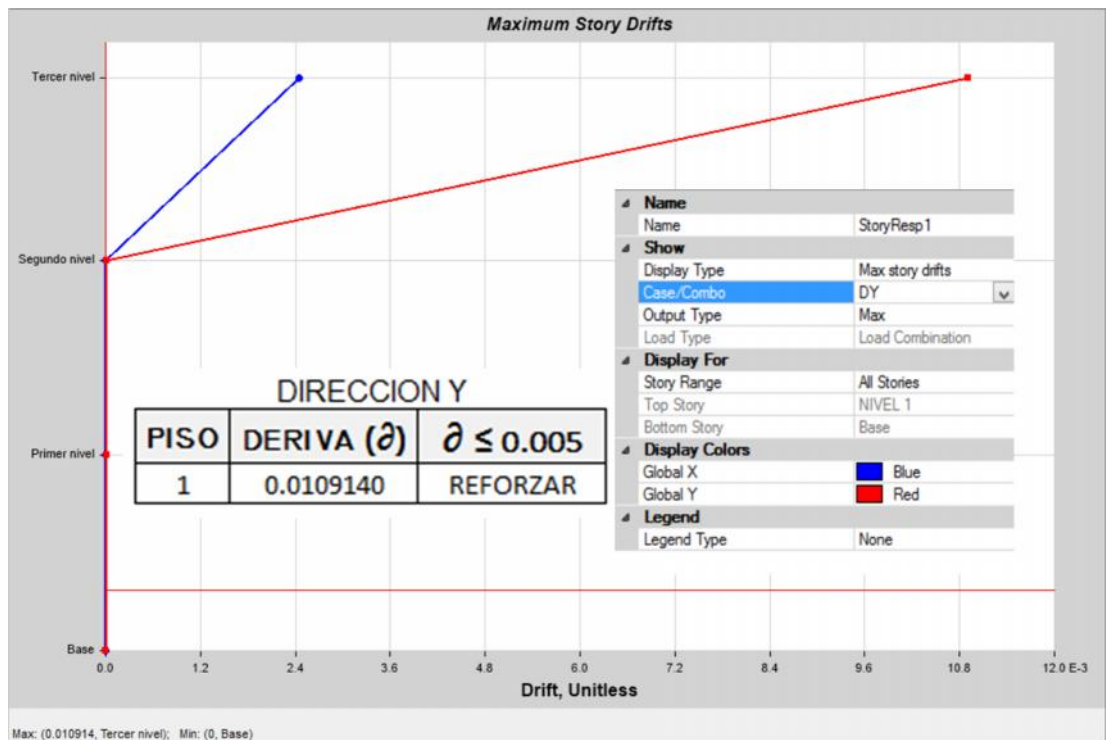 Maximum Story Drifts
Tercer nivel
Segundo nivel
Primer nivel
Base
Name
Name StoryResp1
Show
Display Type Max story drifts
Case/Combo DY
Output Type Max
Load Type Load Combination
Display For
Story Range All Stories
Top Story NIVEL 1
Bottom Story Base
Display Colors
Global X Blue
Global Y Red
Legend
Legend Type None
DIRECCION Y
PISO DERIVA (∂) ∂ ≤ 0.005
1 0.0109140 REFORZAR
0.0 1.2 2.4 3.6 4.8 6.0 7.2 8.4 9.6 10.8 12.0 E-3
Drift, Unitless
Max: (0.010914, Tercer nivel); Min: (0, Base)